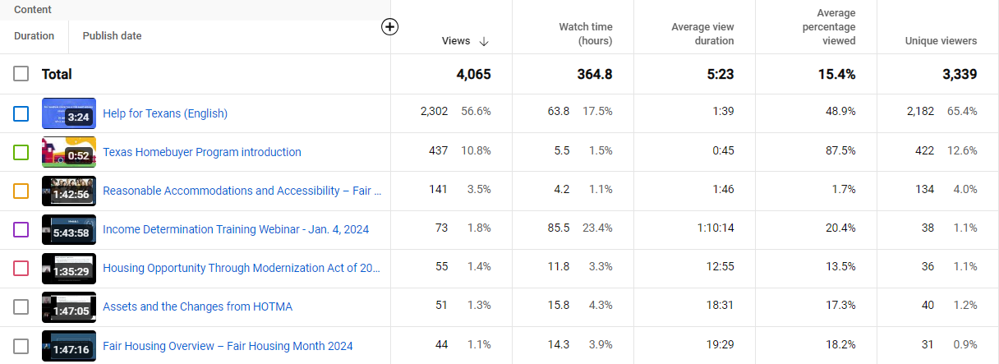 Content
Duration Publish date
Views
Watch time
(hours)
Average view
duration
Average
percentage
viewed
Unique viewers
Total 4,065 364.8 5:23 15.4% 3,339
3:24 Help for Texans (English) 2,302 56.6% 63.8 17.5% 1:39 48.9% 2,182 65.4%
0:52 Texas Homebuyer Program introduction 437 10.8% 5.5 1.5% 0:45 87.5% 422 12.6%
1:42:56 Reasonable Accommodations and Accessibility – Fair ... 141 3.5% 4.2 1.1% 1:46 1.7% 134 4.0%
5:43:58 Income Determination Training Webinar - Jan. 4, 2024 73 1.8% 85.5 23.4% 1:10:14 20.4% 38 1.1%
1:35:29 Housing Opportunity Through Modernization Act of 20... 55 1.4% 11.8 3.3% 12:55 13.5% 36 1.1%
1:47:05 Assets and the Changes from HOTMA 51 1.3% 15.8 4.3% 18:31 17.3% 40 1.2%
1:47:16 Fair Housing Overview – Fair Housing Month 2024 44 1.1% 14.3 3.9% 19:29 18.2% 31 0.9%